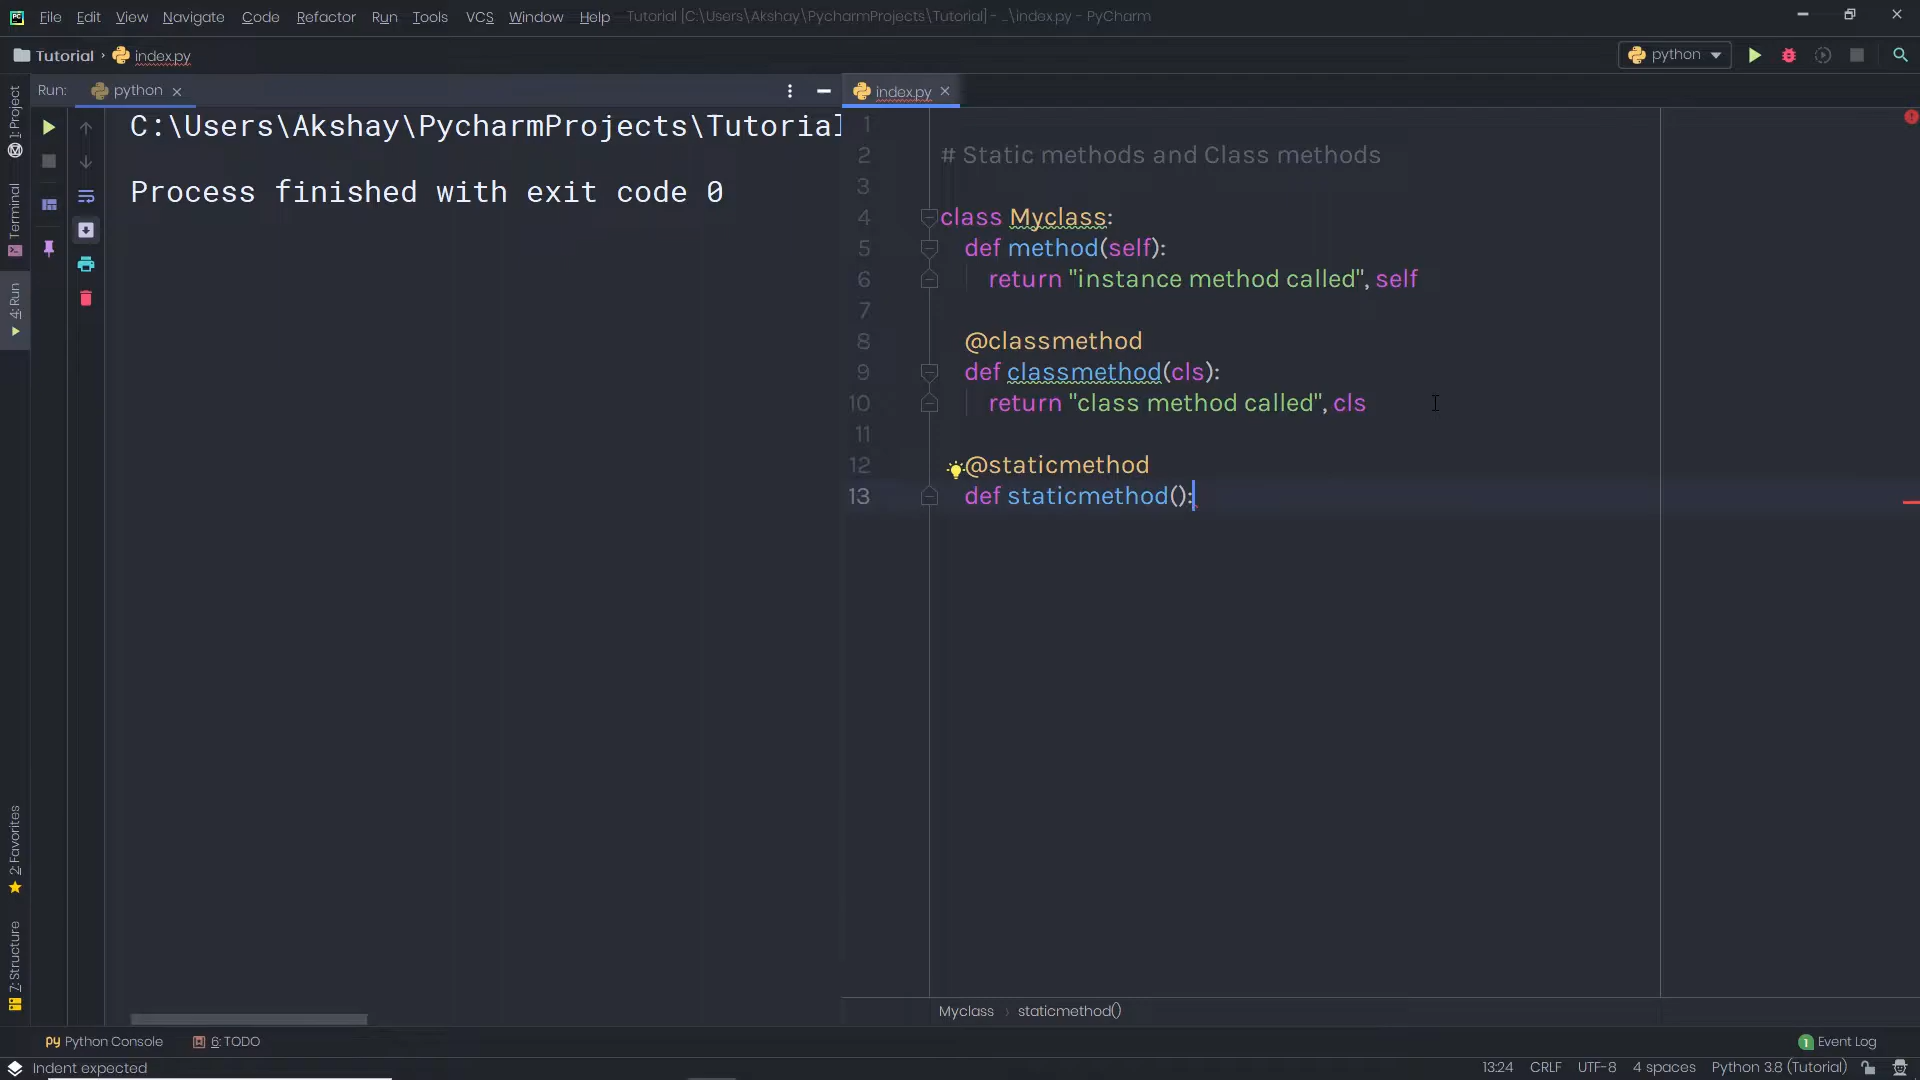 File Edit View Navigate Code Refactor Run Tools VCS Window Help Tutorial [C:\Users\Akshay\PycharmProjects\Tutorial] - ...\index.py - PyCharm
Tutorial index.py python
Run: python index.py
1: Project
Terminal
4: Run
2: Favorites
7: Structure
C:\Users\Akshay\PycharmProjects\Tutorial
Process finished with exit code 0
1
2 # Static methods and Class methods
3
4 class Myclass:
5 def method(self):
6 return "instance method called", self
7
8 @classmethod
9 def classmethod(cls):
10 return "class method called", cls
11
12 @staticmethod
13 def staticmethod():
Myclass staticmethod()
Python Console 6: TODO 1 Event Log
Indent expected 13:24 CRLF UTF-8 4 spaces Python 3.8 (Tutorial)